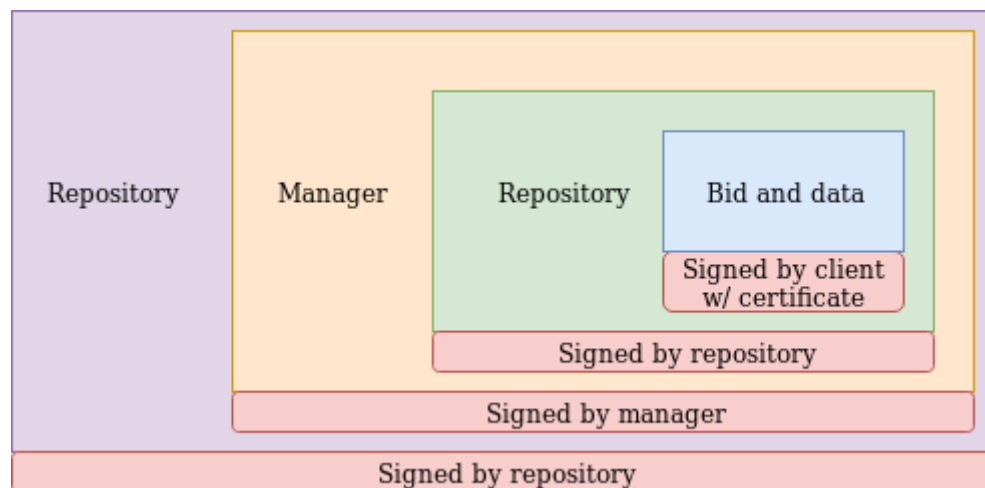 Repository
Manager
Repository
Bid and data
Signed by client
w/ certificate
Signed by repository
Signed by manager
Signed by repository